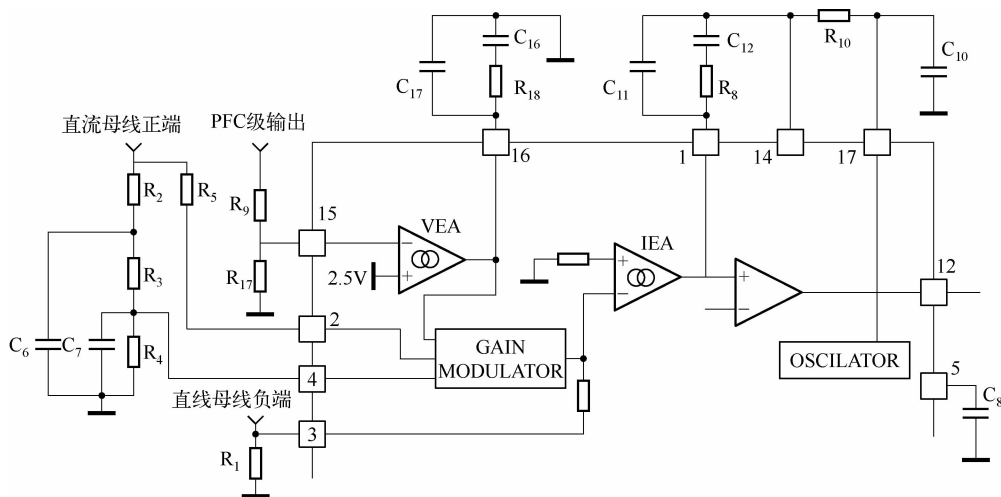 C16
C17
R18
C12
C11
R8
R10
C10
直流母线正端
PFC级输出
16
1
14
17
R2
R5
R9
15
VEA
IEA
R3
R17
2.5V
12
2
C6
C7
R4
GAIN
MODULATOR
OSCILATOR
4
5
C8
直线母线负端
3
R1